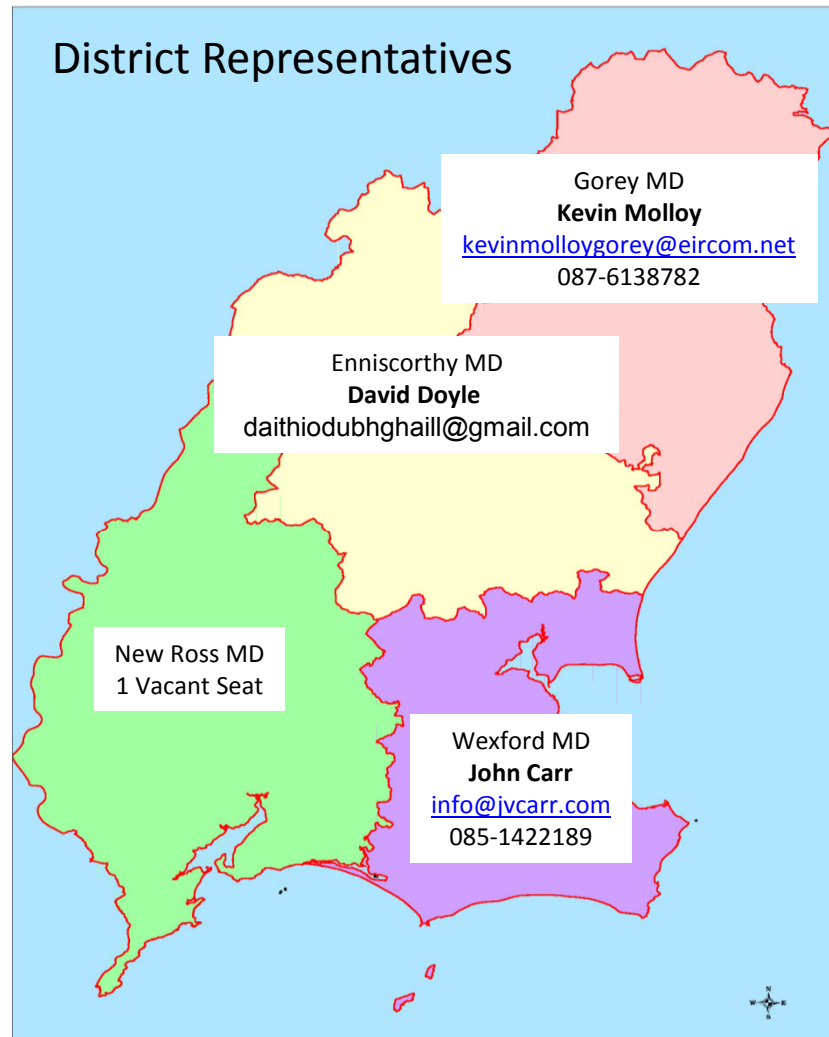 District Representatives
Gorey MD
Kevin Molloy
kevinmolloygorey@eircom.net
087-6138782
Enniscorthy MD
David Doyle
daithiodubhghaill@gmail.com
New Ross MD
1 Vacant Seat
Wexford MD
John Carr
info@jvcarr.com
085-1422189
N
W E
S